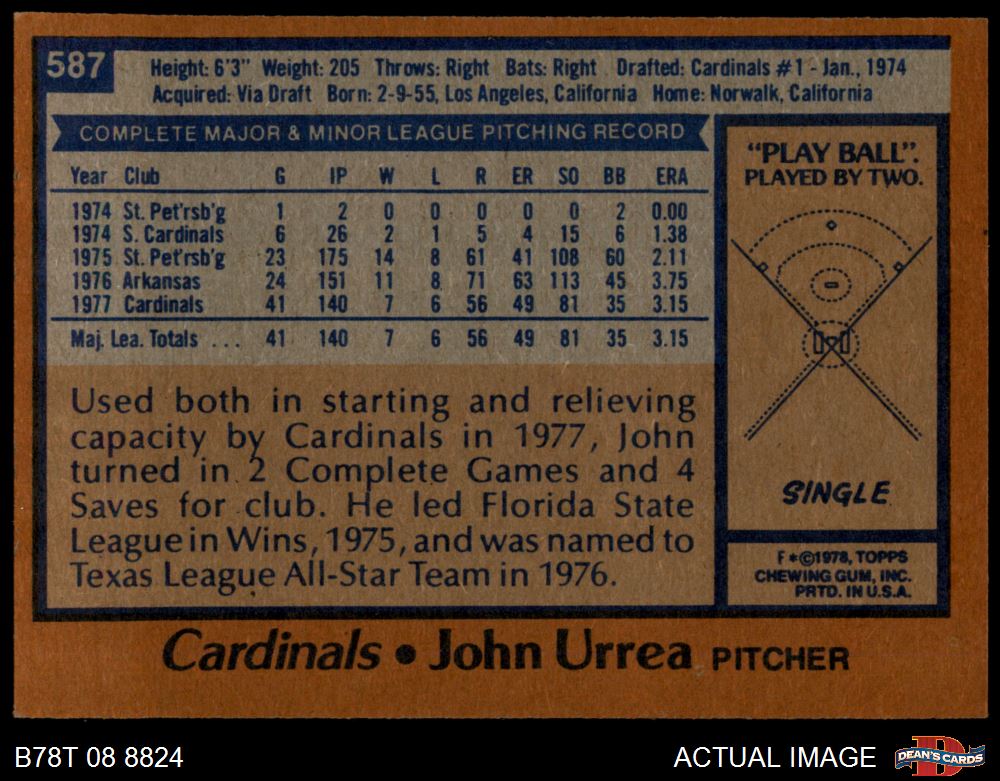 587
Height: 6'3" Weight: 205 Throws: Right Bats: Right Drafted: Cardinals #1 - Jan., 1974
Acquired: Via Draft Born: 2-9-55, Los Angeles, California Home: Norwalk, California
COMPLETE MAJOR & MINOR LEAGUE PITCHING RECORD
Year Club G IP W L R ER SO BB ERA
1974 St. Pet'rsb'g 1 2 0 0 0 0 0 2 0.00
1974 S. Cardinals 6 26 2 1 5 4 15 6 1.38
1975 St. Pet'rsb'g 23 175 14 8 61 41 108 60 2.11
1976 Arkansas 24 151 11 8 71 63 113 45 3.75
1977 Cardinals 41 140 7 6 56 49 81 35 3.15
Maj. Lea. Totals ... 41 140 7 6 56 49 81 35 3.15
Used both in starting and relieving
capacity by Cardinals in 1977, John
turned in 2 Complete Games and 4
Saves for club. He led Florida State
League in Wins, 1975, and was named to
Texas League All-Star Team in 1976.
"PLAY BALL".
PLAYED BY TWO.
SINGLE
F*©1978, TOPPS
CHEWING GUM, INC.
PRTD. IN U.S.A.
Cardinals • John Urrea PITCHER
B78T 08 8824
ACTUAL IMAGE
D
DEAN'S CARDS